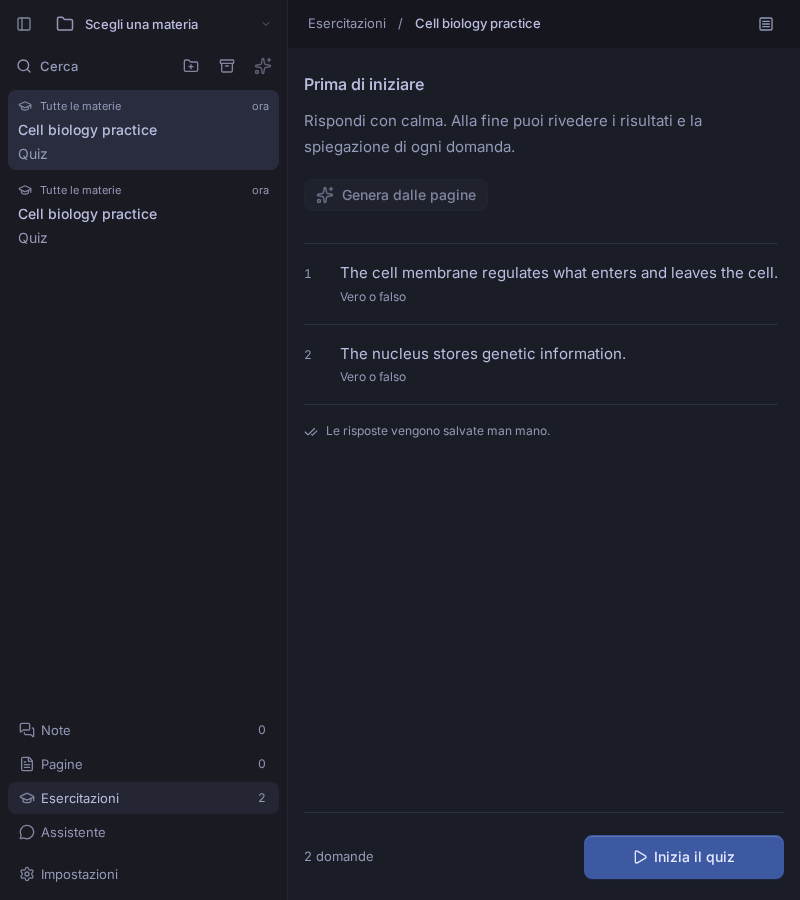 Scegli una materia
Cerca
Tutte le materie ora
Cell biology practice
Quiz
Tutte le materie ora
Cell biology practice
Quiz
Note 0
Pagine 0
Esercitazioni 2
Assistente
Impostazioni
Esercitazioni / Cell biology practice
Prima di iniziare
Rispondi con calma. Alla fine puoi rivedere i risultati e la
spiegazione di ogni domanda.
Genera dalle pagine
1 The cell membrane regulates what enters and leaves the cell.
Vero o falso
2 The nucleus stores genetic information.
Vero o falso
Le risposte vengono salvate man mano.
2 domande
Inizia il quiz